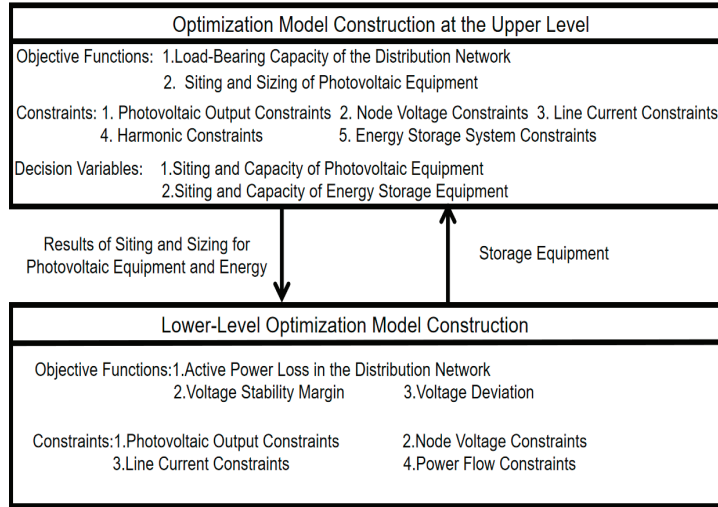 Optimization Model Construction at the Upper Level
Objective Functions: 1.Load-Bearing Capacity of the Distribution Network
2. Siting and Sizing of Photovoltaic Equipment
Constraints: 1. Photovoltaic Output Constraints 2. Node Voltage Constraints 3. Line Current Constraints
4. Harmonic Constraints 5. Energy Storage System Constraints
Decision Variables: 1.Siting and Capacity of Photovoltaic Equipment
2.Siting and Capacity of Energy Storage Equipment
Results of Siting and Sizing for
Photovoltaic Equipment and Energy
Storage Equipment
Lower-Level Optimization Model Construction
Objective Functions:1.Active Power Loss in the Distribution Network
2.Voltage Stability Margin 3.Voltage Deviation
Constraints:1.Photovoltaic Output Constraints 2.Node Voltage Constraints
3.Line Current Constraints 4.Power Flow Constraints